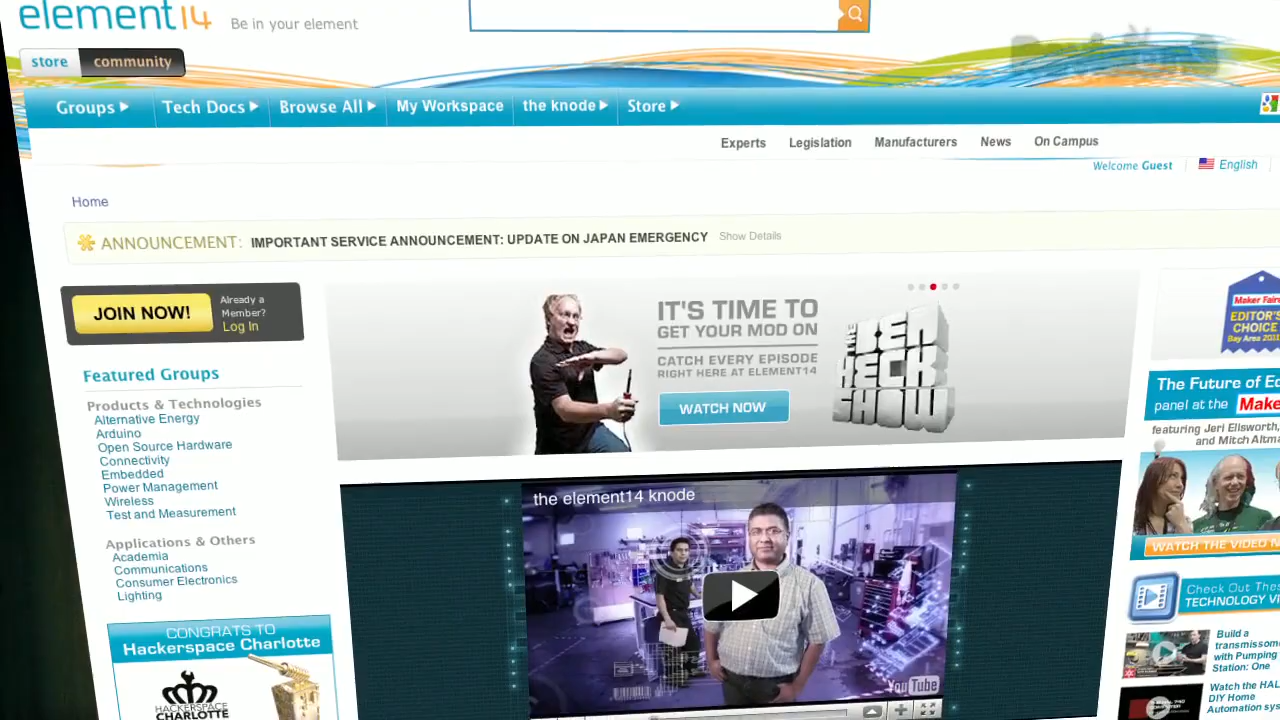 element14
Be in your element
store
community
Groups
Tech Docs
Browse All
My Workspace
the knode
Store
Experts
Legislation
Manufacturers
News
On Campus
Welcome Guest
English
Home
ANNOUNCEMENT:
IMPORTANT SERVICE ANNOUNCEMENT: UPDATE ON JAPAN EMERGENCY
Show Details
JOIN NOW!
Already a
Member?
Log In
Featured Groups
Products & Technologies
Alternative Energy
Arduino
Open Source Hardware
Connectivity
Embedded
Power Management
Wireless
Test and Measurement
Applications & Others
Academia
Communications
Consumer Electronics
Lighting
CONGRATS TO
Hackerspace Charlotte
HACKERSPACE
CHARLOTTE
IT'S TIME TO
GET YOUR MOD ON
CATCH EVERY EPISODE
RIGHT HERE AT ELEMENT14
WATCH NOW
THE BEN
HECK
SHOW
the element14 knode
YouTube
Maker Faire
EDITOR'S
CHOICE
Bay Area
The Future of
panel at the
featuring Jeri Ellsworth,
and Mitch
WATCH THE VIDEO
Check Out
TECHNOLOGY
Build a
with Pumping
Station: One
Watch the
DIY Home
Automation